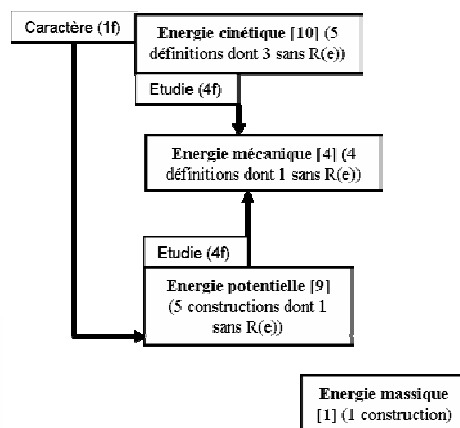 Caractère (1f)
Energie cinétique [10] (5
définitions dont 3 sans R(e))
Etudie (4f)
Energie mécanique [4] (4
définitions dont 1 sans R(e))
Etudie (4f)
Energie potentielle [9]
(5 constructions dont 1
sans R(e))
Energie massique
[1] (1 construction)